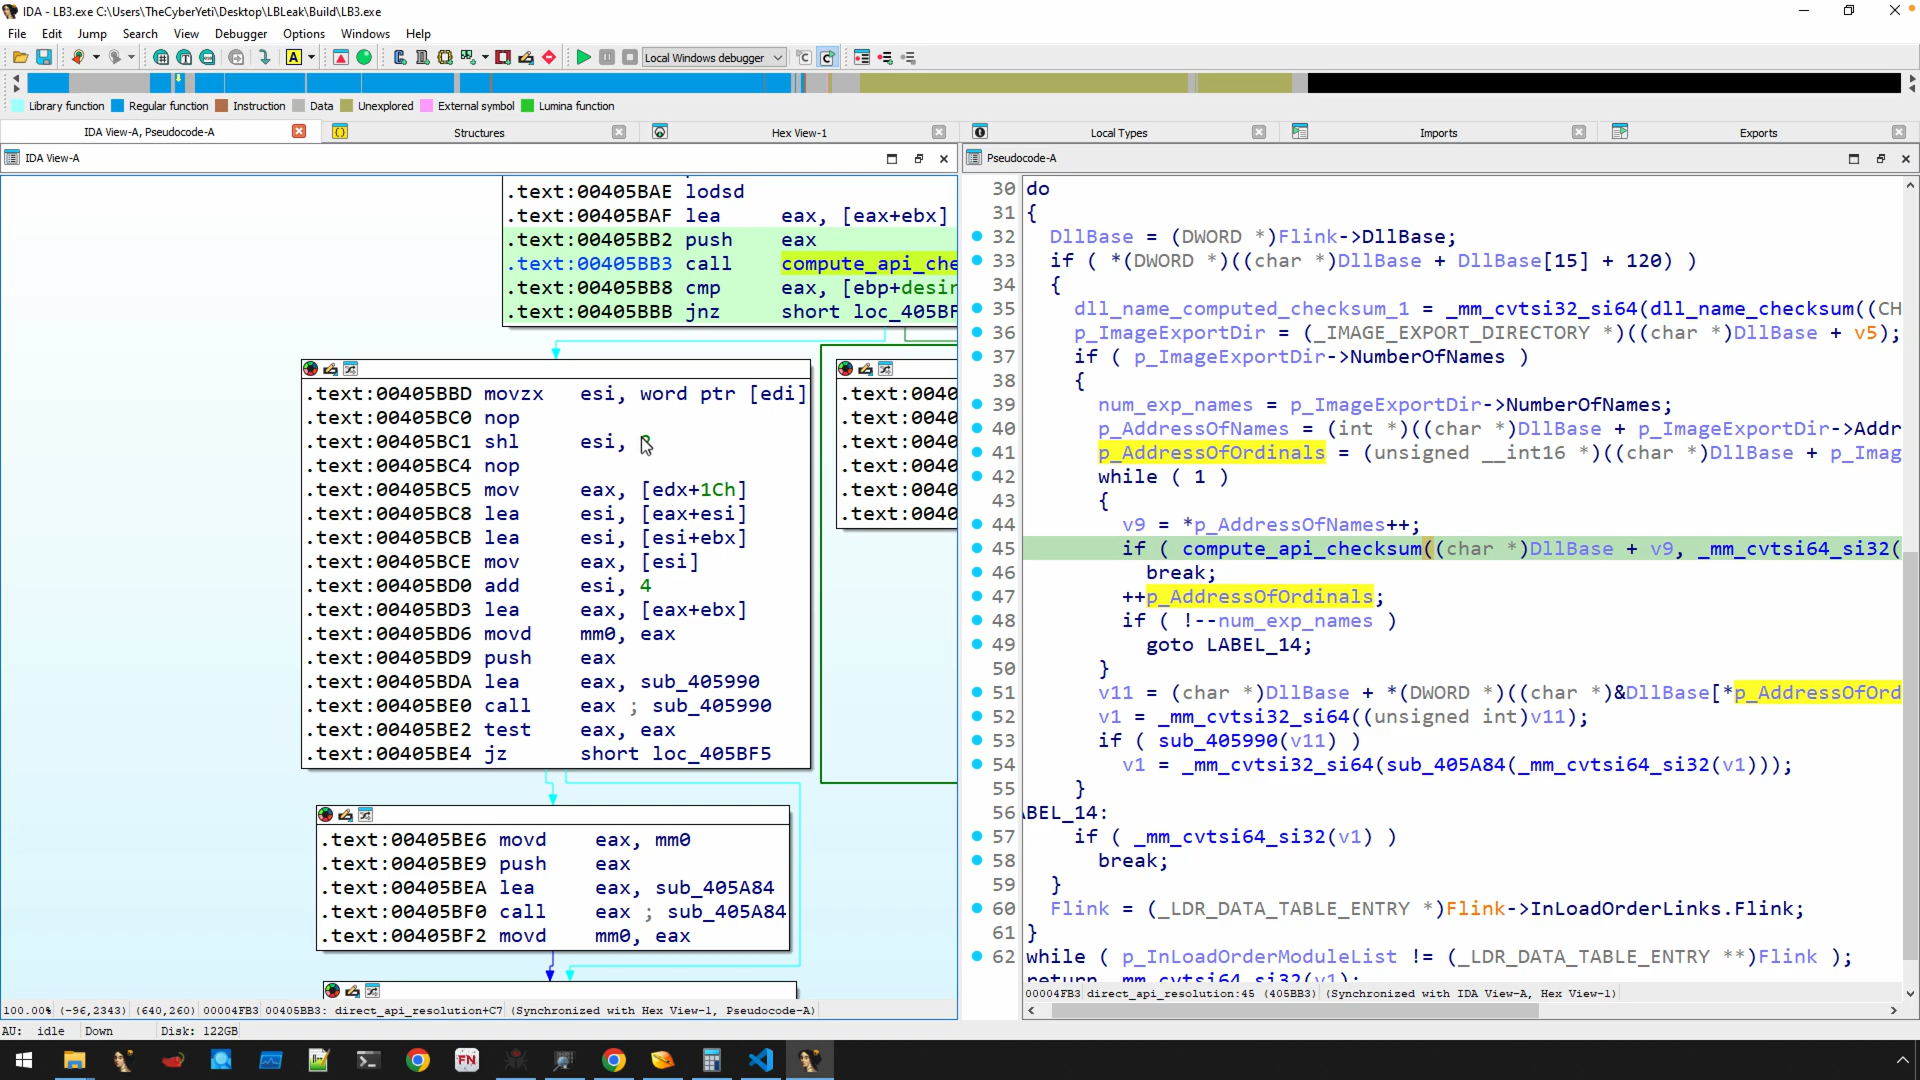 IDA - LB3.exe C:\Users\TheCyberYeti\Desktop\LBLeak\Build\LB3.exe
File Edit Jump Search View Debugger Options Windows Help
Local Windows debugger
Library function Regular function Instruction Data Unexplored External symbol Lumina function
IDA View-A, Pseudocode-A Structures Hex View-1 Local Types Imports Exports
IDA View-A
.text:00405BAE lodsd
.text:00405BAF lea eax, [eax+ebx]
.text:00405BB2 push eax
.text:00405BB3 call compute_api_che
.text:00405BB8 cmp eax, [ebp+desir
.text:00405BBB jnz short loc_405BF
.text:00405BBD movzx esi, word ptr [edi]
.text:00405BC0 nop
.text:00405BC1 shl esi,
.text:00405BC4 nop
.text:00405BC5 mov eax, [edx+1Ch]
.text:00405BC8 lea esi, [eax+esi]
.text:00405BCB lea esi, [esi+ebx]
.text:00405BCE mov eax, [esi]
.text:00405BD0 add esi, 4
.text:00405BD3 lea eax, [eax+ebx]
.text:00405BD6 movd mm0, eax
.text:00405BD9 push eax
.text:00405BDA lea eax, sub_405990
.text:00405BE0 call eax ; sub_405990
.text:00405BE2 test eax, eax
.text:00405BE4 jz short loc_405BF5
.text:0040
.text:0040
.text:0040
.text:0040
.text:0040
.text:0040
.text:00405BE6 movd eax, mm0
.text:00405BE9 push eax
.text:00405BEA lea eax, sub_405A84
.text:00405BF0 call eax ; sub_405A84
.text:00405BF2 movd mm0, eax
100.00% (-96,2343) (640,260) 00004FB3 00405BB3: direct_api_resolution+C7 (Synchronized with Hex View-1, Pseudocode-A)
Pseudocode-A
30 do
31 {
32 DllBase = (DWORD *)Flink->DllBase;
33 if ( *(DWORD *)((char *)DllBase + DllBase[15] + 120) )
34 {
35 dll_name_computed_checksum_1 = _mm_cvtsi32_si64(dll_name_checksum((CH
36 p_ImageExportDir = (_IMAGE_EXPORT_DIRECTORY *)((char *)DllBase + v5);
37 if ( p_ImageExportDir->NumberOfNames )
38 {
39 num_exp_names = p_ImageExportDir->NumberOfNames;
40 p_AddressOfNames = (int *)((char *)DllBase + p_ImageExportDir->Addr
41 p_AddressOfOrdinals = (unsigned __int16 *)((char *)DllBase + p_Imag
42 while ( 1 )
43 {
44 v9 = *p_AddressOfNames++;
45 if ( compute_api_checksum((char *)DllBase + v9, _mm_cvtsi64_si32(
46 break;
47 ++p_AddressOfOrdinals;
48 if ( !--num_exp_names )
49 goto LABEL_14;
50 }
51 v11 = (char *)DllBase + *(DWORD *)((char *)&DllBase[*p_AddressOfOrd
52 v1 = _mm_cvtsi32_si64((unsigned int)v11);
53 if ( sub_405990(v11) )
54 v1 = _mm_cvtsi32_si64(sub_405A84(_mm_cvtsi64_si32(v1)));
55 }
56 BEL_14:
57 if ( _mm_cvtsi64_si32(v1) )
58 break;
59 }
60 Flink = (_LDR_DATA_TABLE_ENTRY *)Flink->InLoadOrderLinks.Flink;
61 }
62 while ( p_InLoadOrderModuleList != (_LDR_DATA_TABLE_ENTRY **)Flink );
return _mm_cvtsi64_si32(v1);
00004FB3 direct_api_resolution:45 (405BB3) (Synchronized with IDA View-A, Hex View-1)
AU: idle Down Disk: 122GB
FN